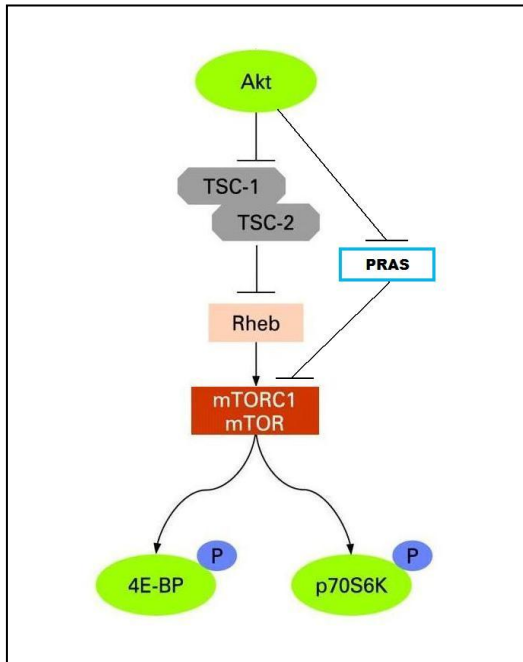 Akt
TSC-1
TSC-2
PRAS
Rheb
mTORC1
mTOR
P
4E-BP
P
p70S6K